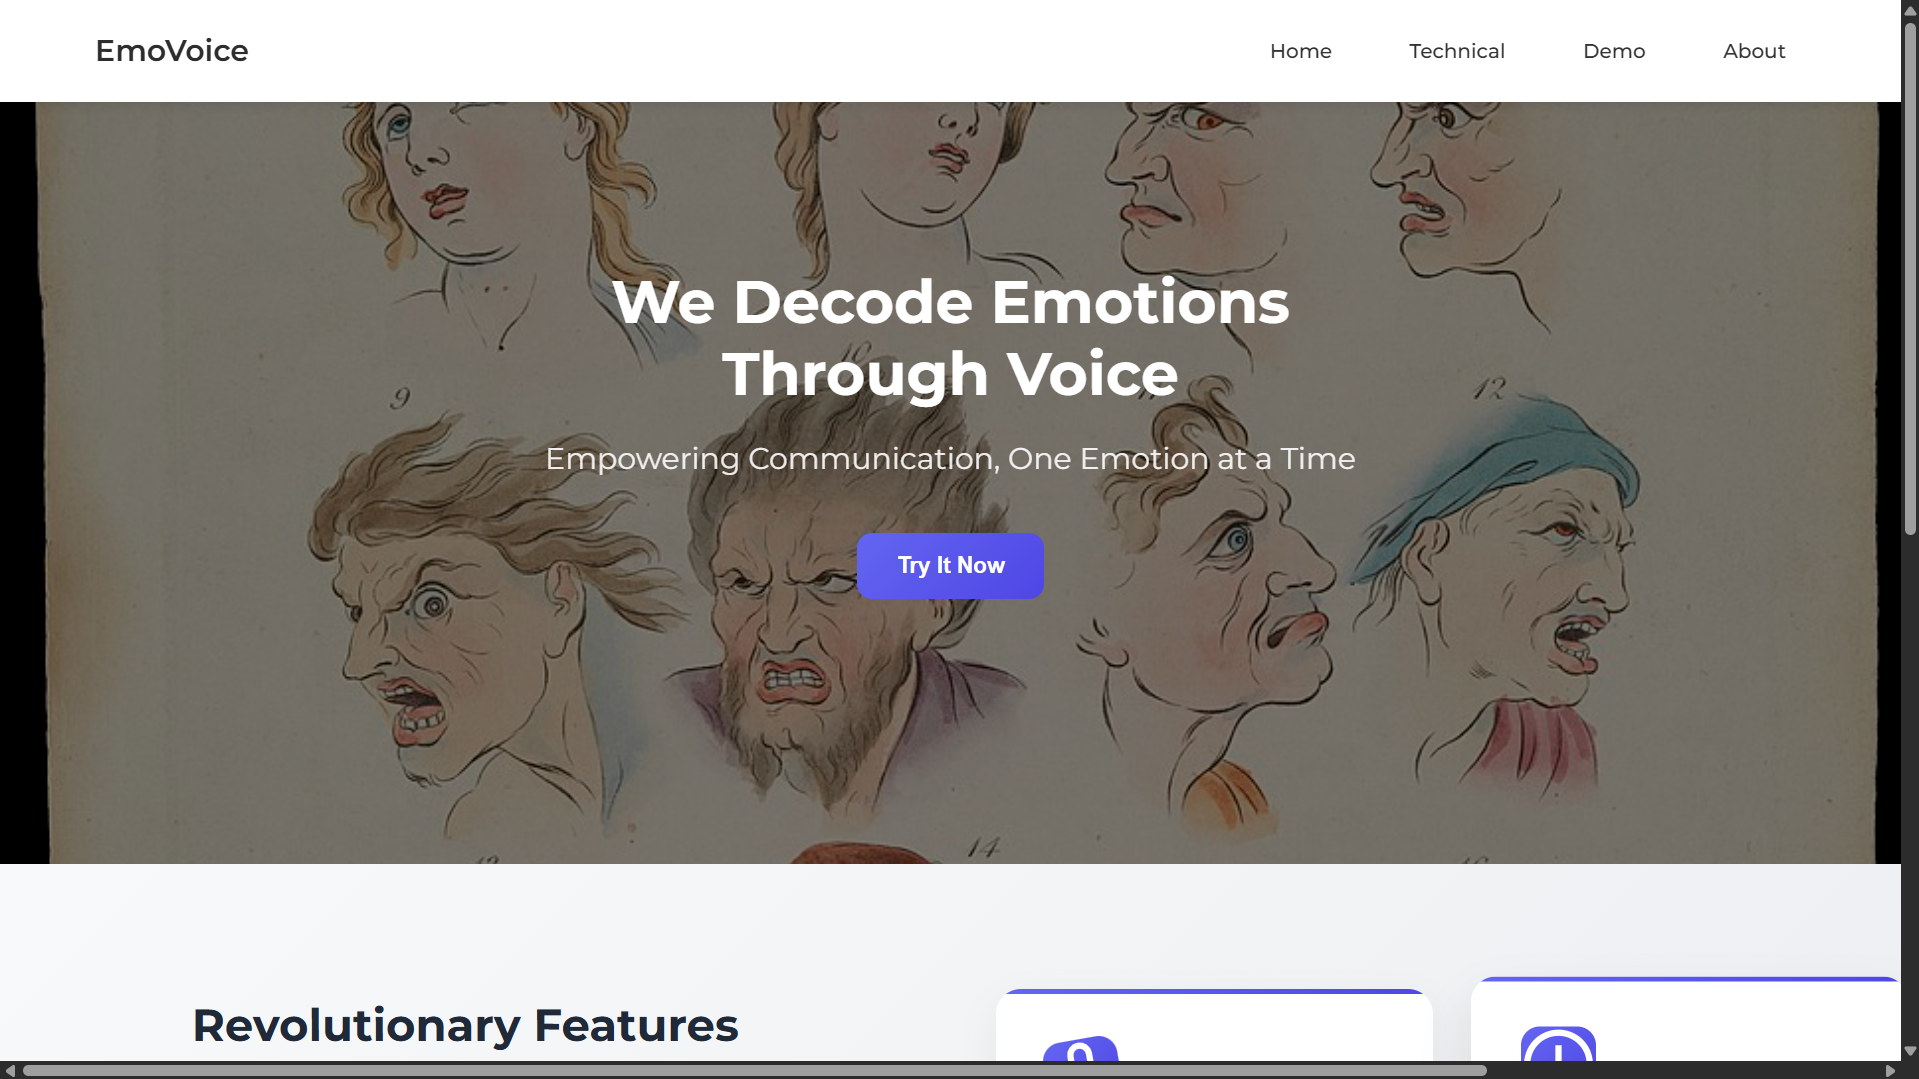 EmoVoice
Home Technical Demo About
We Decode Emotions
Through Voice
Empowering Communication, One Emotion at a Time
9
12
Try It Now
14
Revolutionary Features